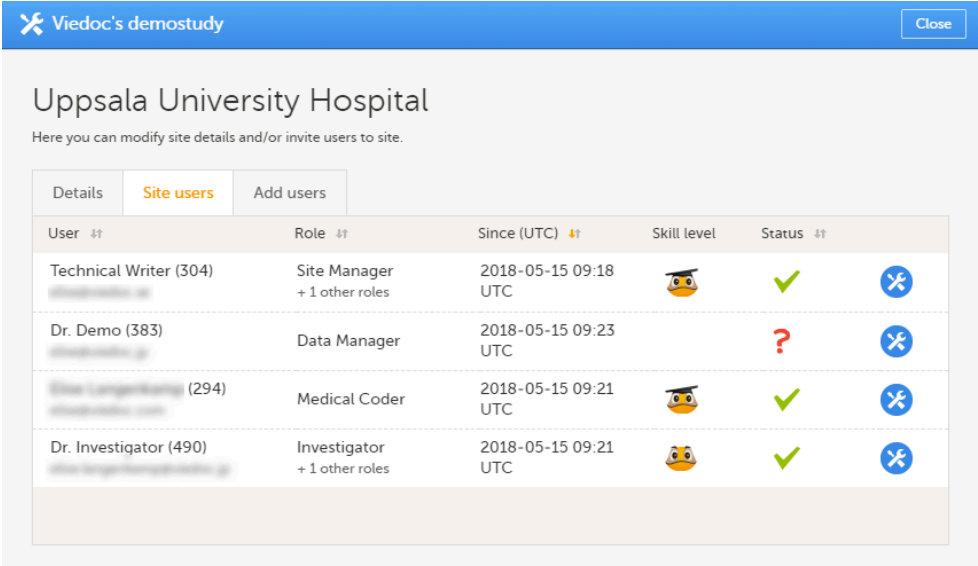 Viedoc's demostudy
Close
Uppsala University Hospital
Here you can modify site details and/or invite users to site.
Details
Site users
Add users
User
Role
Since (UTC)
Skill level
Status
Technical Writer (304)
Site Manager
2018-05-15 09:18
+ 1 other roles
UTC
Dr. Demo (383)
Data Manager
2018-05-15 09:23
UTC
(294)
Medical Coder
2018-05-15 09:21
UTC
Dr. Investigator (490)
Investigator
2018-05-15 09:21
+ 1 other roles
UTC